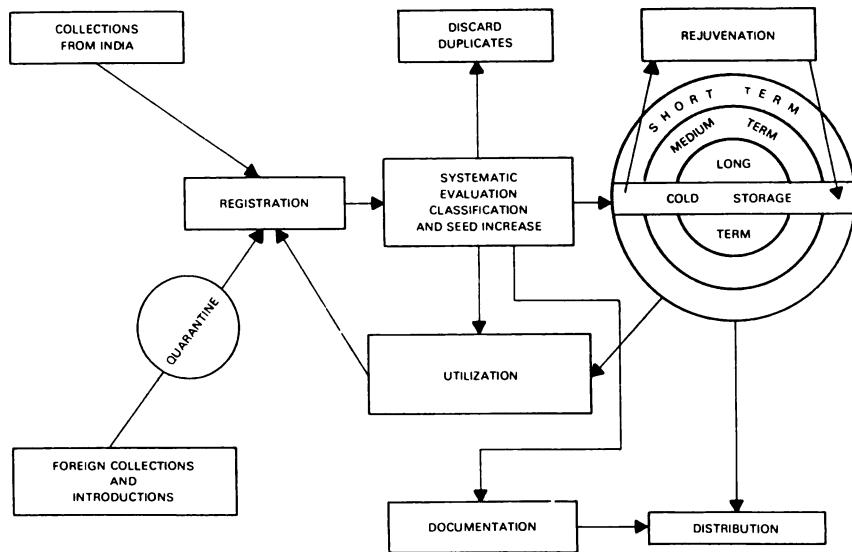 COLLECTIONS
FROM INDIA
DISCARD
DUPLICATES
REJUVENATION
SHORT TERM
MEDIUM TERM
LONG
COLD STORAGE
TERM
REGISTRATION
SYSTEMATIC
EVALUATION
CLASSIFICATION
AND SEED INCREASE
QUARANTINE
UTILIZATION
FOREIGN COLLECTIONS
AND
INTRODUCTIONS
DOCUMENTATION
DISTRIBUTION